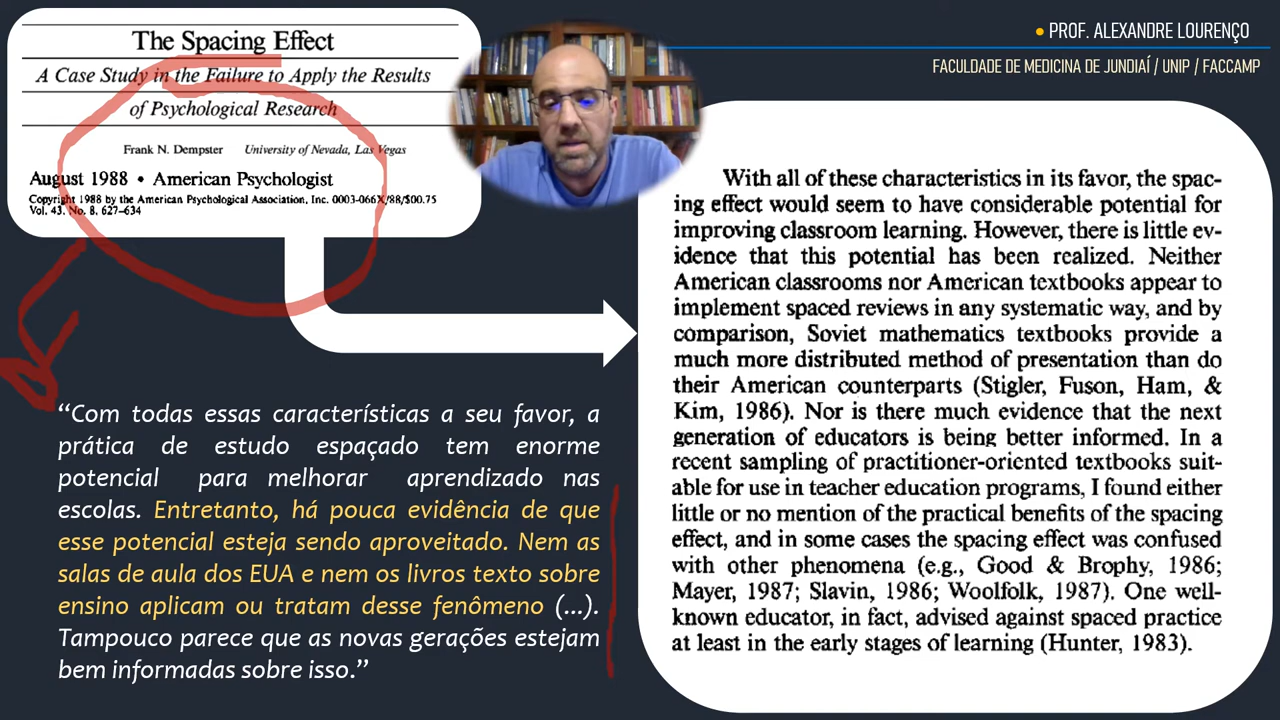 The Spacing Effect
A Case Study in the Failure to Apply the Results
of Psychological Research
Frank N. Dempster University of Nevada, Las Vegas
August 1988 • American Psychologist
Copyright 1988 by the American Psychological Association, Inc. 0003-066X/88/$00.75
Vol. 43. No. 8, 627–634
• PROF. ALEXANDRE LOURENÇO
FACULDADE DE MEDICINA DE JUNDIAÍ / UNIP / FACCAMP
With all of these characteristics in its favor, the spac-
ing effect would seem to have considerable potential for
improving classroom learning. However, there is little ev-
idence that this potential has been realized. Neither
American classrooms nor American textbooks appear to
implement spaced reviews in any systematic way, and by
comparison, Soviet mathematics textbooks provide a
much more distributed method of presentation than do
their American counterparts (Stigler, Fuson, Ham, &
Kim, 1986). Nor is there much evidence that the next
generation of educators is being better informed. In a
recent sampling of practitioner-oriented textbooks suit-
able for use in teacher education programs, I found either
little or no mention of the practical benefits of the spacing
effect, and in some cases the spacing effect was confused
with other phenomena (e.g., Good & Brophy, 1986;
Mayer, 1987; Slavin, 1986; Woolfolk, 1987). One well-
known educator, in fact, advised against spaced practice
at least in the early stages of learning (Hunter, 1983).
“Com todas essas características a seu favor, a
prática de estudo espaçado tem enorme
potencial para melhorar aprendizado nas
escolas. Entretanto, há pouca evidência de que
esse potencial esteja sendo aproveitado. Nem as
salas de aula dos EUA e nem os livros texto sobre
ensino aplicam ou tratam desse fenômeno (...).
Tampouco parece que as novas gerações estejam
bem informadas sobre isso.”